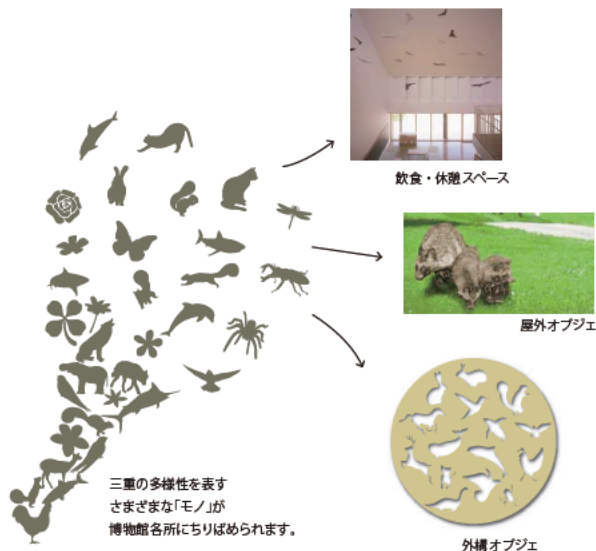 飲食・休憩スペース
屋外オブジェ
三重の多様性を表す
さまざまな「モノ」が
博物館各所にちりばめられます。
外構オブジェ